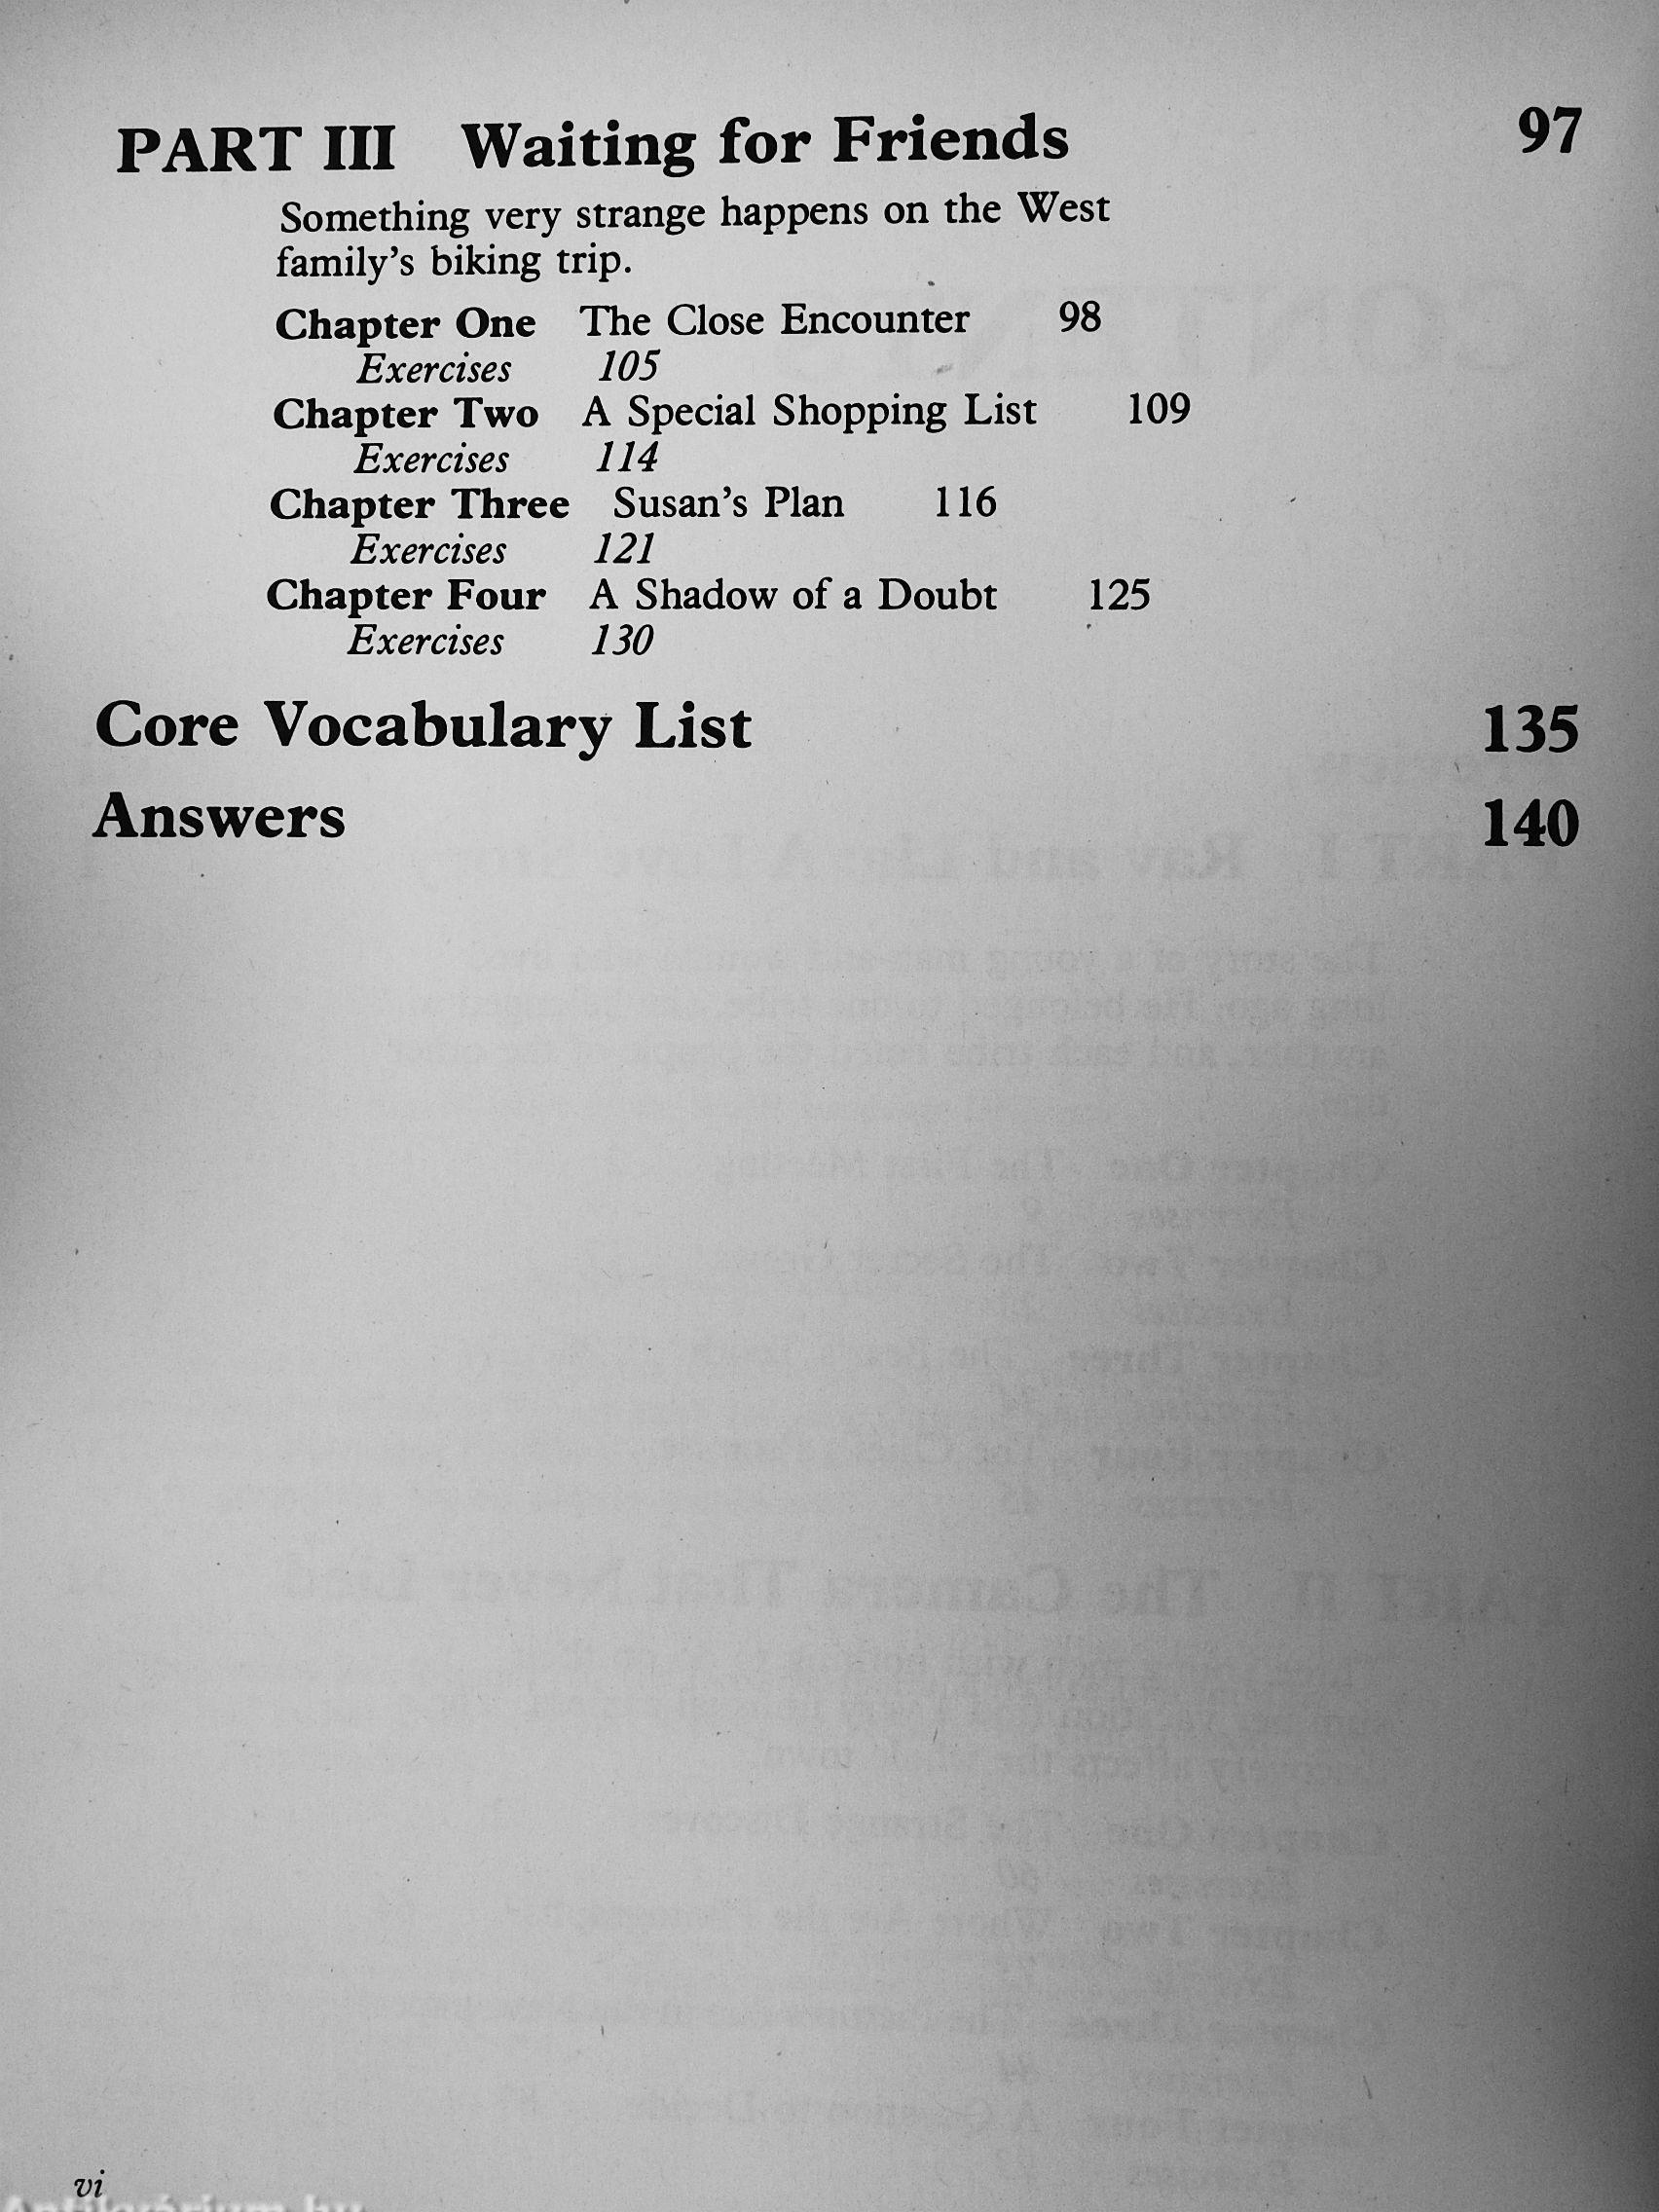 PART III Waiting for Friends 97
Something very strange happens on the West
family's biking trip.
Chapter One The Close Encounter 98
Exercises 105
Chapter Two A Special Shopping List 109
Exercises 114
Chapter Three Susan's Plan 116
Exercises 121
Chapter Four A Shadow of a Doubt 125
Exercises 130
Core Vocabulary List 135
Answers 140
vi